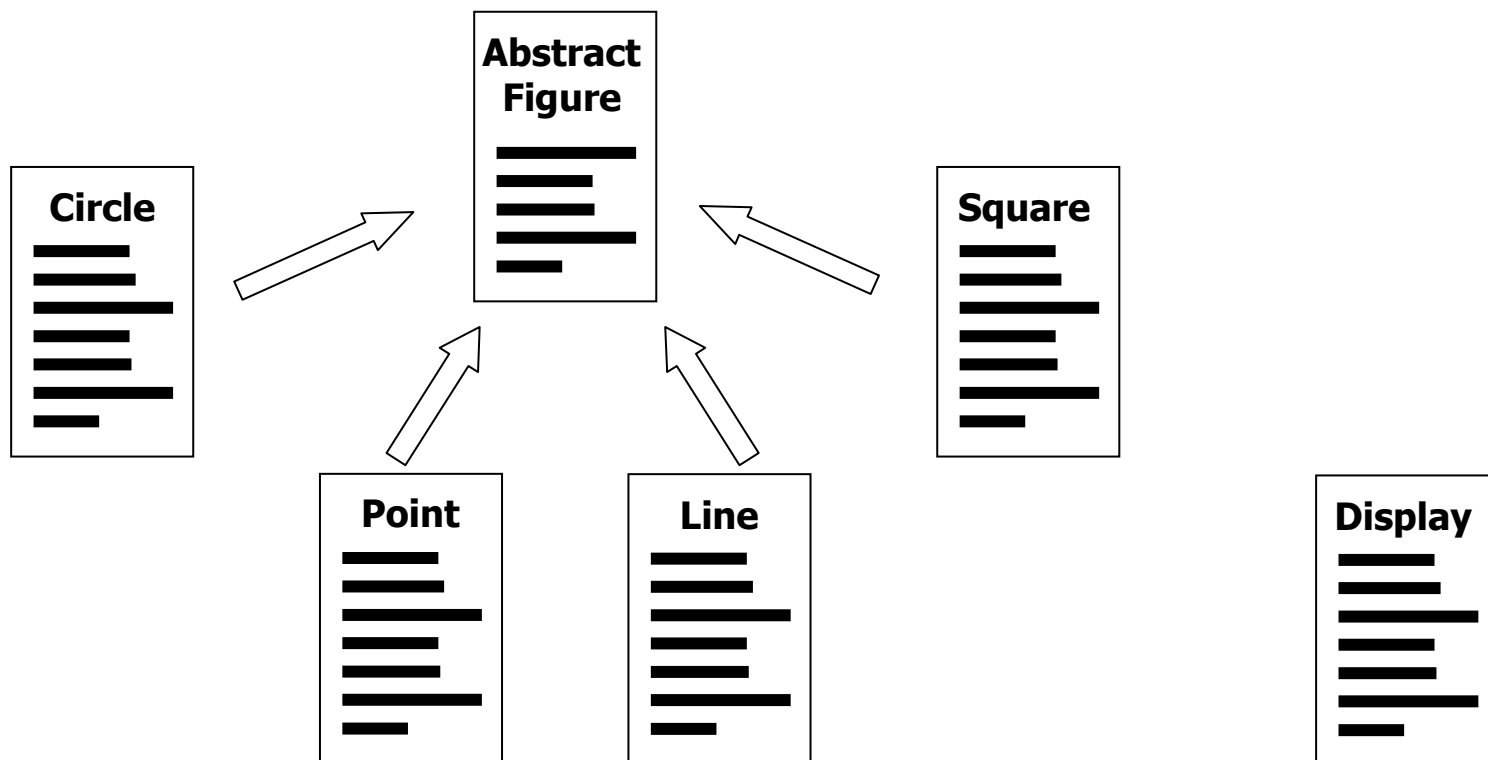 Abstract
Figure
Circle
Square
Point
Line
Display